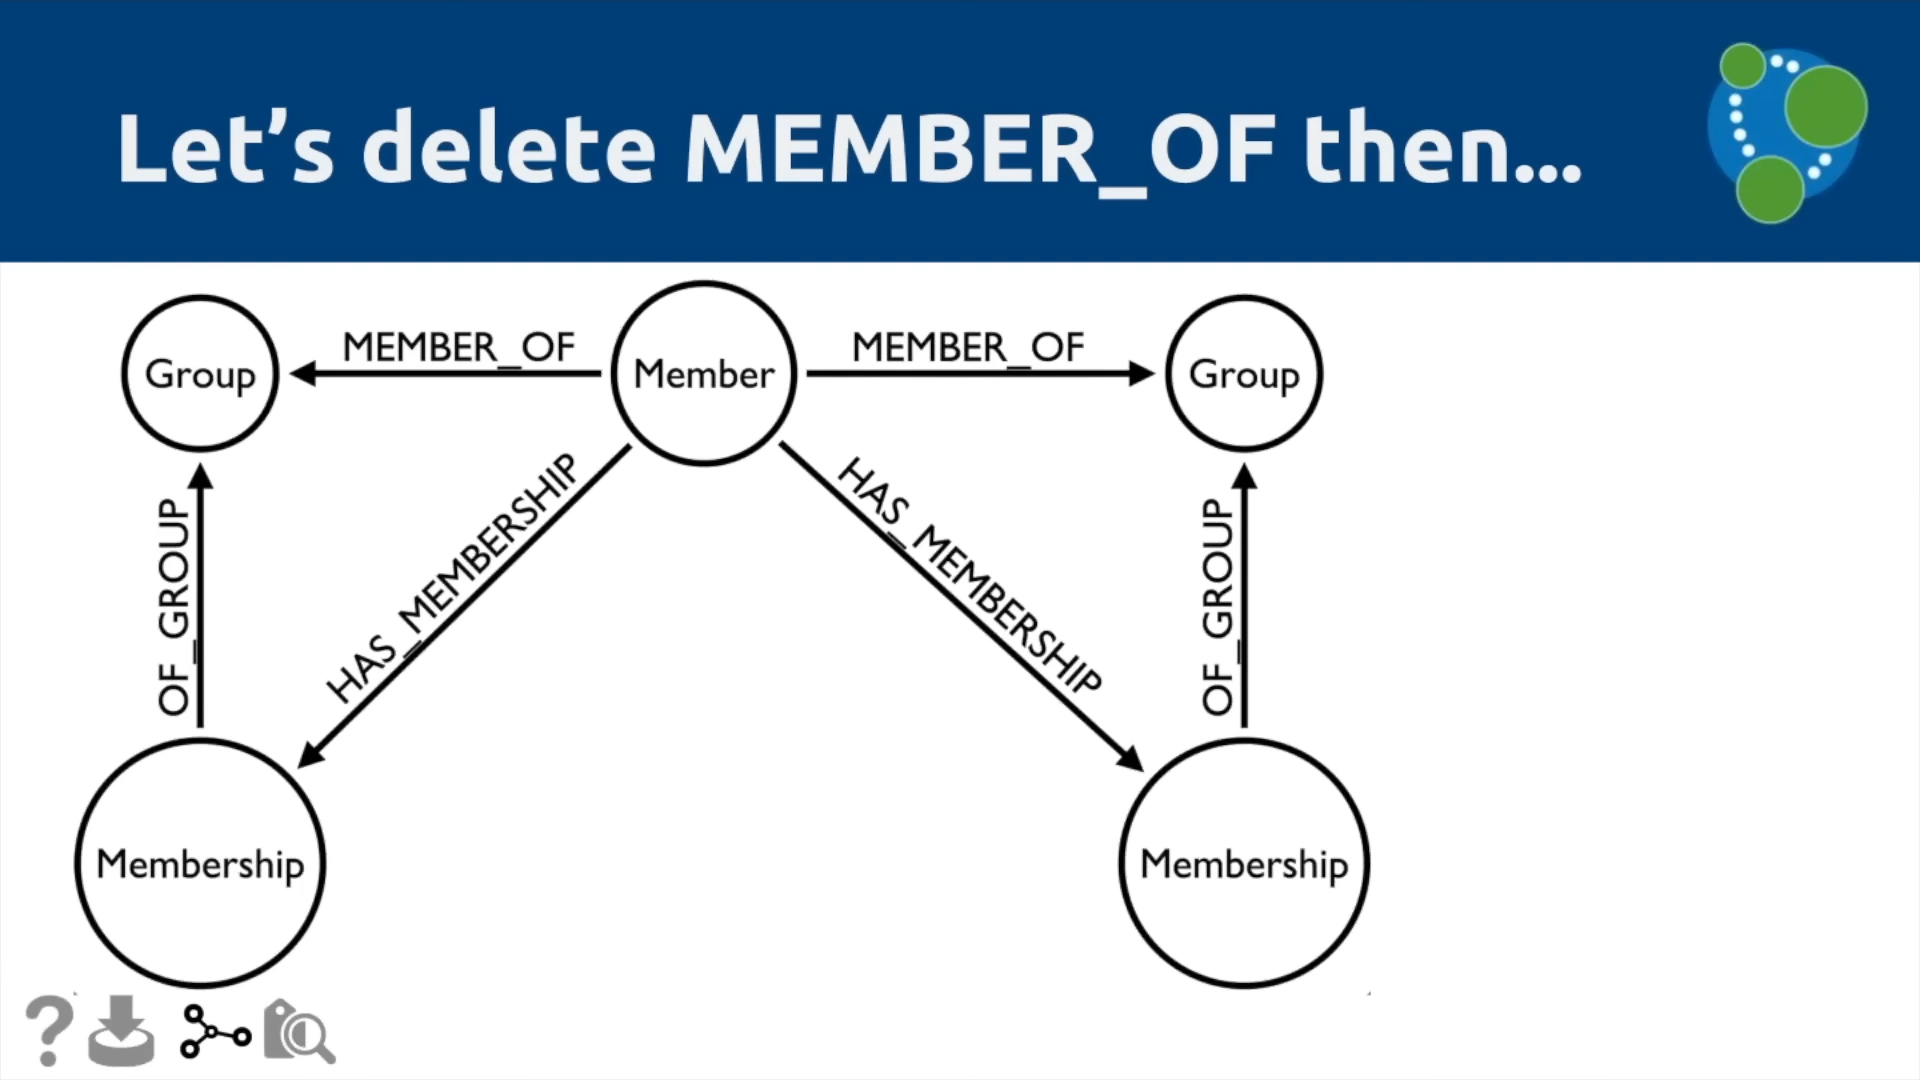 Let’s delete MEMBER_OF then...
Group
MEMBER_OF
Member
MEMBER_OF
Group
OF_GROUP
HAS_MEMBERSHIP
HAS_MEMBERSHIP
OF_GROUP
Membership
Membership
?